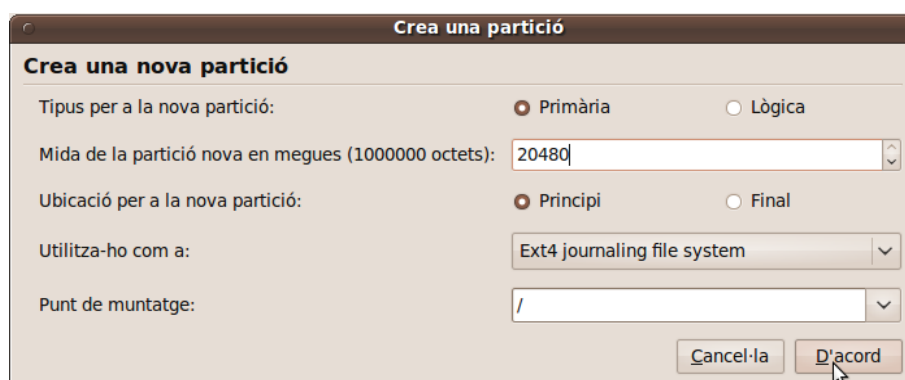 Crea una partició
Crea una nova partició
Tipus per a la nova partició: Primària Lògica
Mida de la partició nova en megues (1000000 octets): 20480
Ubicació per a la nova partició: Principi Final
Utilitza-ho com a: Ext4 journaling file system
Punt de muntatge: /
Cancel·la D'acord